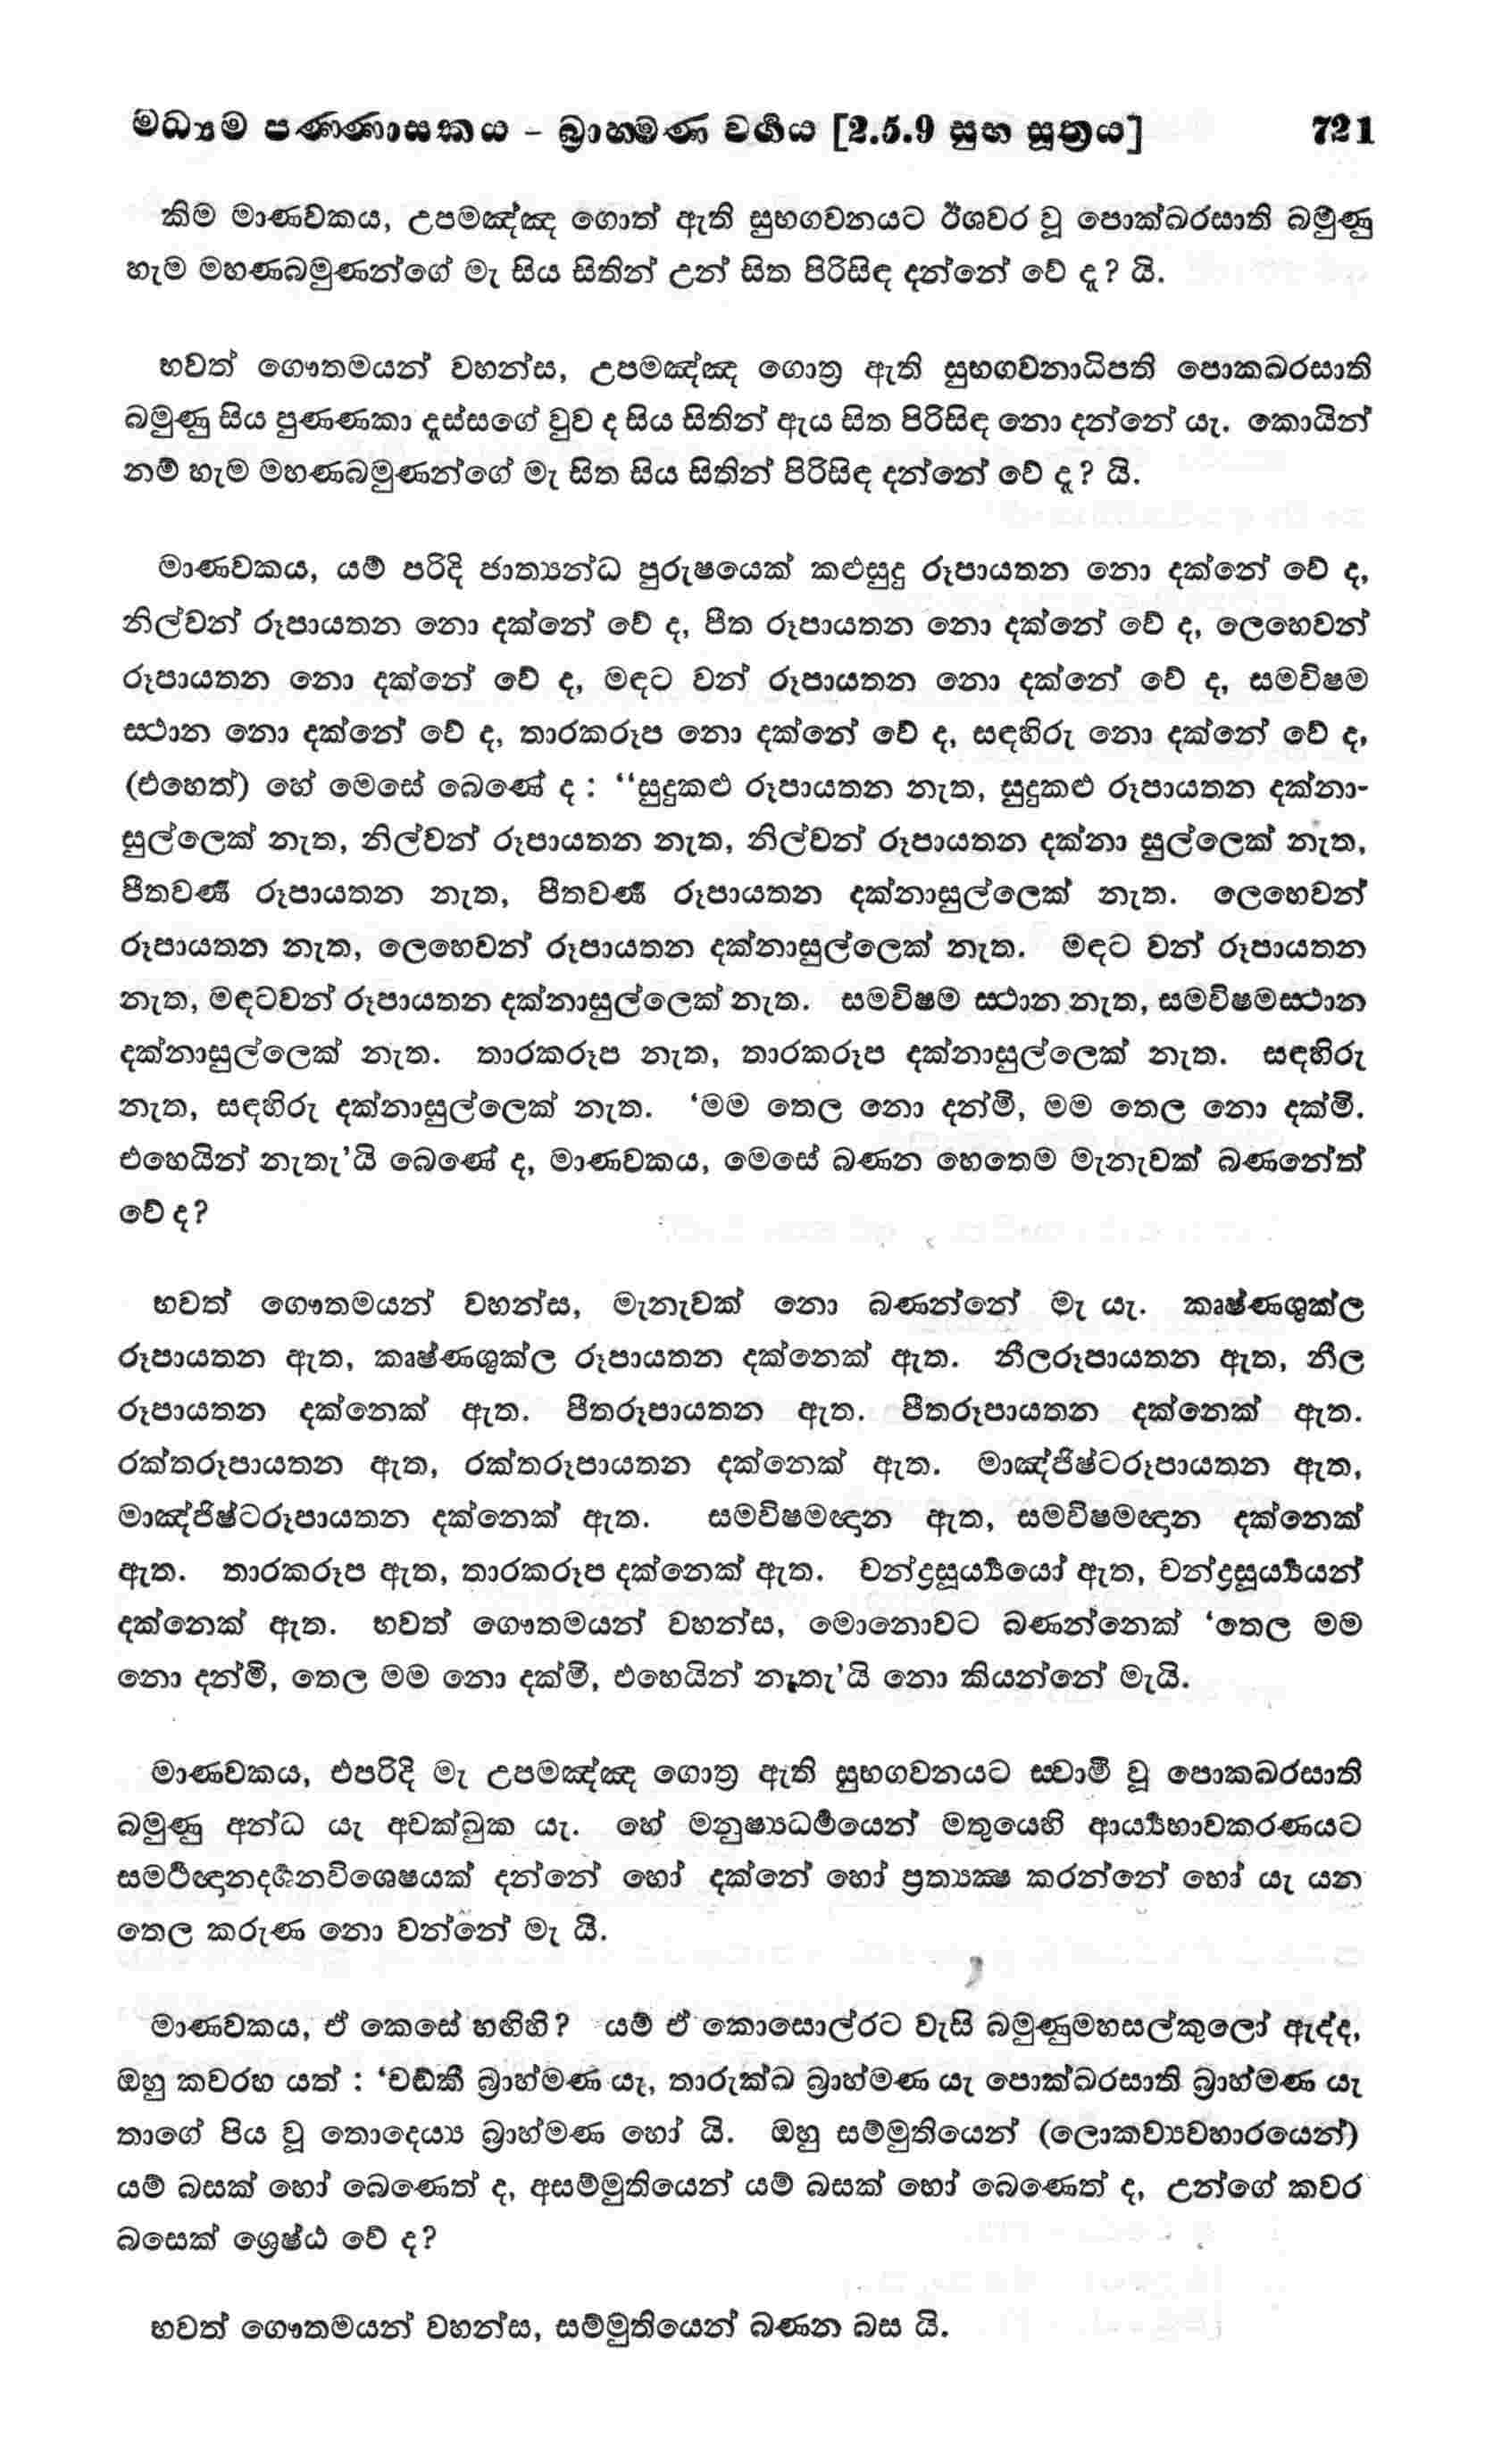 මධ්‍යම පණ්ණාසකය - බ්‍රාහ්මණ වර්‍ගය [2.5.9 සුභ සූත්‍රය] 721
කිම මාණවකය, උපමඤ්ඤ ගොත් ඇති සුභගවනයට ඊශවර වූ පොක්ඛරසාති බමුණු
හැම මහණබමුණන්ගේ මැ සිය සිතින් උන් සිත පිරිසිඳ දන්නේ වේ දැ? යි.
භවත් ගෞතමයන් වහන්ස, උපමඤ්ඤ ගොත්‍ර ඇති සුභගවනාධිපති පොක්ඛරසාති
බමුණු සිය පුණ්ණකා දැස්සගේ වුව ද සිය සිතින් ඇය සිත පිරිසිඳ නො දන්නේ යැ. කොයින්
නම් හැම මහණබමුණන්ගේ මැ සිත සිය සිතින් පිරිසිඳ දන්නේ වේ දැ? යි.
මාණවකය, යම් පරිදි ජාත්‍යන්ධ පුරුෂයෙක් කළුසුදු රූපායතන නො දක්නේ වේ ද,
නිල්වන් රූපායතන නො දක්නේ වේ ද, පීත රූපායතන නො දක්නේ වේ ද, ලෙහෙවන්
රූපායතන නො දක්නේ වේ ද, මඳට වන් රූපායතන නො දක්නේ වේ ද, සමවිෂම
ස්ථාන නො දක්නේ වේ ද, තාරකරූප නො දක්නේ වේ ද, සඳහිරු නො දක්නේ වේ ද,
(එහෙත්) හේ මෙසේ බෙණේ ද : “සුදුකළු රූපායතන නැත, සුදුකළු රූපායතන දක්නා-
සුල්ලෙක් නැත, නිල්වන් රූපායතන නැත, නිල්වන් රූපායතන දක්නා සුල්ලෙක් නැත,
පීතවර්‍ණ රූපායතන නැත, පීතවර්‍ණ රූපායතන දක්නාසුල්ලෙක් නැත. ලෙහෙවන්
රූපායතන නැත, ලෙහෙවන් රූපායතන දක්නාසුල්ලෙක් නැත. මඳට වන් රූපායතන
නැත, මඳටවන් රූපායතන දක්නාසුල්ලෙක් නැත. සමවිෂම ස්ථාන නැත, සමවිෂමස්ථාන
දක්නාසුල්ලෙක් නැත. තාරකරූප නැත, තාරකරූප දක්නාසුල්ලෙක් නැත. සඳහිරු
නැත, සඳහිරු දක්නාසුල්ලෙක් නැත. ‘මම තෙල නො දන්මි, මම තෙල නො දක්මි.
එහෙයින් නැතැ’යි බෙණේ ද, මාණවකය, මෙසේ බණන හෙතෙම මැනැවක් බණනේත්
වේ ද?
භවත් ගෞතමයන් වහන්ස, මැනැවක් නො බණන්නේ මැ යැ. කෘෂ්ණශුක්ල
රූපායතන ඇත, කෘෂ්ණශුක්ල රූපායතන දක්නෙක් ඇත. නීලරූපායතන ඇත, නීල
රූපායතන දක්නෙක් ඇත. පීතරූපායතන ඇත. පීතරූපායතන දක්නෙක් ඇත.
රක්තරූපායතන ඇත, රක්තරූපායතන දක්නෙක් ඇත. මාඤ්ජිෂ්ටරූපායතන ඇත,
මාඤ්ජිෂ්ටරූපායතන දක්නෙක් ඇත. සමවිෂමඥාන ඇත, සමවිෂමඥාන දක්නෙක්
ඇත. තාරකරූප ඇත, තාරකරූප දක්නෙක් ඇත. චන්ද්‍රසූර්‍ය්‍යයෝ ඇත, චන්ද්‍රසූර්‍ය්‍යයන්
දක්නෙක් ඇත. භවත් ගෞතමයන් වහන්ස, මොනොවට බණන්නෙක් ‘තෙල මම
නො දන්මි, තෙල මම නො දක්මි, එහෙයින් නැතැ’යි නො කියන්නේ මැයි.
මාණවකය, එපරිදි මැ උපමඤ්ඤ ගොත්‍ර ඇති සුභගවනයට ස්වාමි වූ පොක්ඛරසාති
බමුණු අන්ධ යැ අචක්ඛුක යැ. හේ මනුෂ්‍යධර්‍මයෙන් මතුයෙහි ආර්‍ය්‍යභාවකරණයට
සමර්‍ථඥානදර්‍ශනවිශෙෂයක් දන්නේ හෝ දක්නේ හෝ ප්‍රත්‍යක්‍ෂ කරන්නේ හෝ යැ යන
තෙල කරුණ නො වන්නේ මැ යි.
මාණවකය, ඒ කෙසේ හඟිහි? යම් ඒ කොසොල්රට වැසි බමුණුමහසල්කුලෝ ඇද්ද,
ඔහු කවරහ යත් : ‘චඞ්කී බ්‍රාහ්මණ යැ, තාරුක්ඛ බ්‍රාහ්මණ යැ පොක්ඛරසාති බ්‍රාහ්මණ යැ
තාගේ පිය වූ තොදෙය්‍ය බ්‍රාහ්මණ හෝ යි. ඔහු සම්මුතියෙන් (ලොකව්‍යවහාරයෙන්)
යම් බසක් හෝ බෙණෙත් ද, අසම්මුතියෙන් යම් බසක් හෝ බෙණෙත් ද, උන්ගේ කවර
බසෙක් ශ්‍රෙෂ්ඨ වේ ද?
භවත් ගෞතමයන් වහන්ස, සම්මුතියෙන් බණන බස යි.